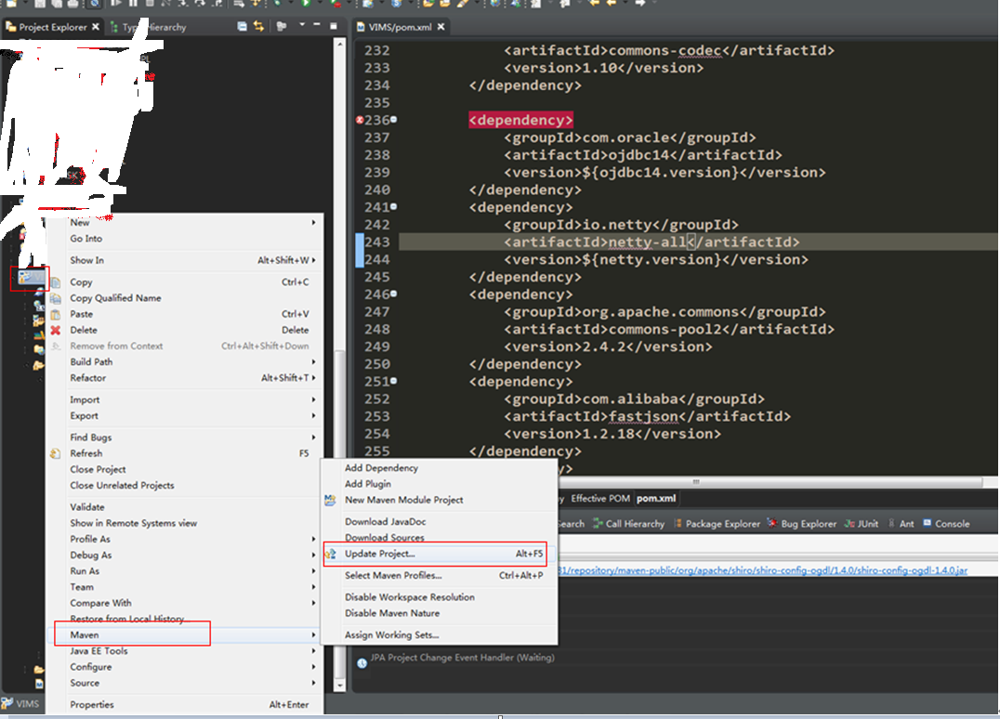 Project Explorer
Hierarchy
VIMS/pom.xml
232 <artifactId>commons-codec</artifactId>
233 <version>1.10</version>
234 </dependency>
235
236 <dependency>
237 <groupId>com.oracle</groupId>
238 <artifactId>ojdbc14</artifactId>
239 <version>${ojdbc14.version}</version>
240 </dependency>
241 <dependency>
242 <groupId>io.netty</groupId>
243 <artifactId>netty-all</artifactId>
244 <version>${netty.version}</version>
245 </dependency>
246 <dependency>
247 <groupId>org.apache.commons</groupId>
248 <artifactId>commons-pool2</artifactId>
249 <version>2.4.2</version>
250 </dependency>
251 <dependency>
252 <groupId>com.alibaba</groupId>
253 <artifactId>fastjson</artifactId>
254 <version>1.2.18</version>
255 </dependency>
New
Go Into
Show In Alt+Shift+W
Copy Ctrl+C
Copy Qualified Name
Paste Ctrl+V
Delete Delete
Remove from Context Ctrl+Alt+Shift+Down
Build Path
Refactor Alt+Shift+T
Import
Export
Find Bugs
Refresh F5
Close Project
Close Unrelated Projects
Validate
Show in Remote Systems view
Profile As
Debug As
Run As
Team
Compare With
Restore from Local History...
Maven
Java EE Tools
Configure
Source
Properties Alt+Enter
Add Dependency
Add Plugin
New Maven Module Project
Download JavaDoc
Download Sources
Update Project... Alt+F5
Select Maven Profiles... Ctrl+Alt+P
Disable Workspace Resolution
Disable Maven Nature
Assign Working Sets...
Effective POM pom.xml
Search Call Hierarchy Package Explorer Bug Explorer JUnit Ant Console
/repository/maven-public/org/apache/shiro/shiro-config-ogdl/1.4.0/shiro-config-ogdl-1.4.0.jar
JPA Project Change Event Handler (Waiting)
VIMS